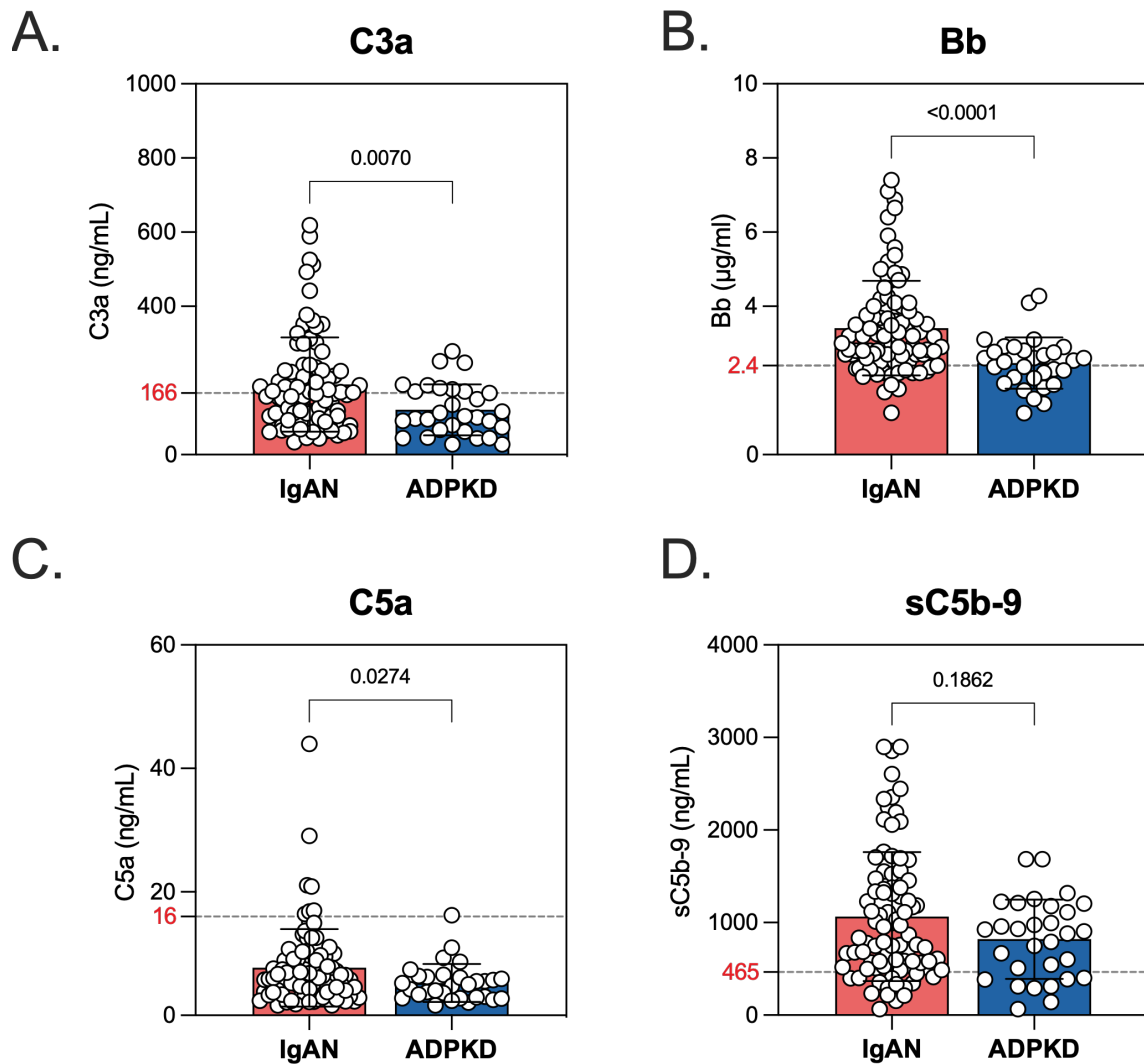 A.
C3a
1000
800
600
400
166
200
0
C3a (ng/mL)
0.0070
IgAN
ADPKD
B.
Bb
10
8
6
4
2.4
2
0
Bb (µg/ml)
<0.0001
IgAN
ADPKD
C.
C5a
60
40
20
16
0
C5a (ng/mL)
0.0274
IgAN
ADPKD
D.
sC5b-9
4000
3000
2000
1000
465
0
sC5b-9 (ng/mL)
0.1862
IgAN
ADPKD